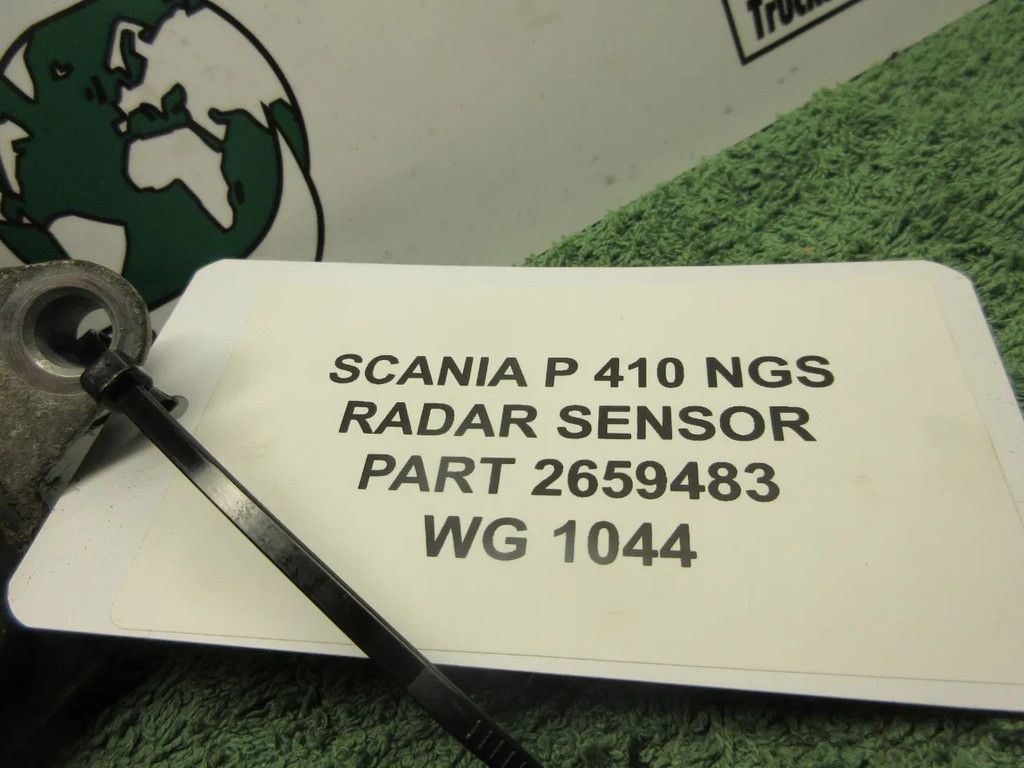 SCANIA P 410 NGS
RADAR SENSOR
PART 2659483
WG 1044